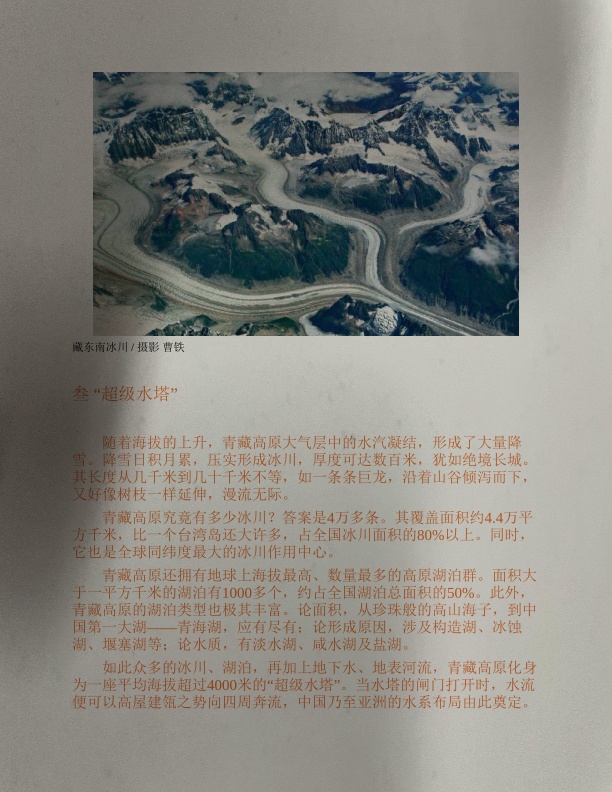 藏东南冰川 / 摄影 曹铁
叁 “超级水塔”
随着海拔的上升，青藏高原大气层中的水汽凝结，形成了大量降
雪。降雪日积月累，压实形成冰川，厚度可达数百米，犹如绝境长城。
其长度从几千米到几十千米不等，如一条条巨龙，沿着山谷倾泻而下，
又好像树枝一样延伸，漫流无际。
青藏高原究竟有多少冰川？答案是4万多条。其覆盖面积约4.4万平
方千米，比一个台湾岛还大许多，占全国冰川面积的80%以上。同时，
它也是全球同纬度最大的冰川作用中心。
青藏高原还拥有地球上海拔最高、数量最多的高原湖泊群。面积大
于一平方千米的湖泊有1000多个，约占全国湖泊总面积的50%。此外，
青藏高原的湖泊类型也极其丰富。论面积，从珍珠般的高山海子，到中
国第一大湖——青海湖，应有尽有；论形成原因，涉及构造湖、冰蚀
湖、堰塞湖等；论水质，有淡水湖、咸水湖及盐湖。
如此众多的冰川、湖泊，再加上地下水、地表河流，青藏高原化身
为一座平均海拔超过4000米的“超级水塔”。当水塔的闸门打开时，水流
便可以高屋建瓴之势向四周奔流，中国乃至亚洲的水系布局由此奠定。